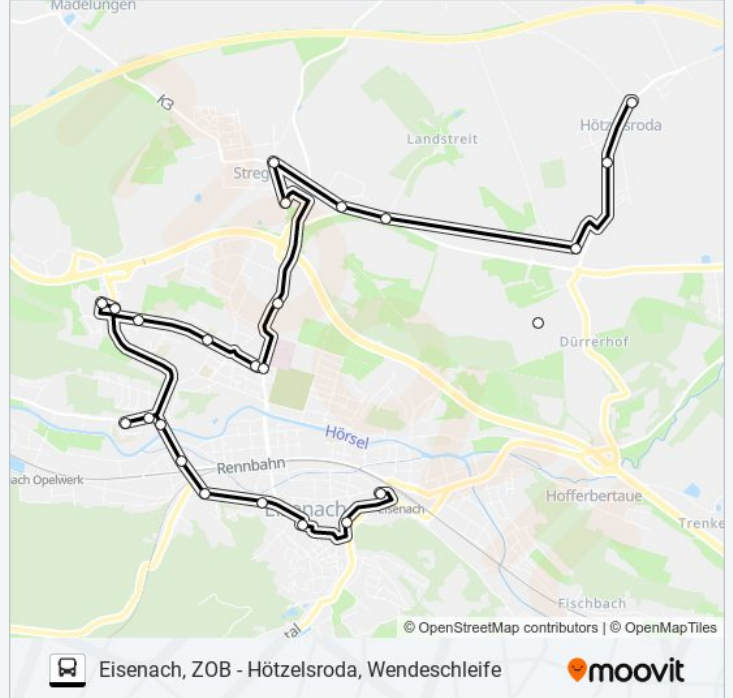 Madelungen
K3
Landstreit
Hötzelsroda
Streg
Dürrerhof
Hörsel
Rennbahn
ach Opelwerk
Eisenach
Eisenach
Hofferbertaue
Trenke
Fischbach
tal
© OpenStreetMap contributors | © OpenMapTiles
Eisenach, ZOB - Hötzelsroda, Wendeschleife
moovit